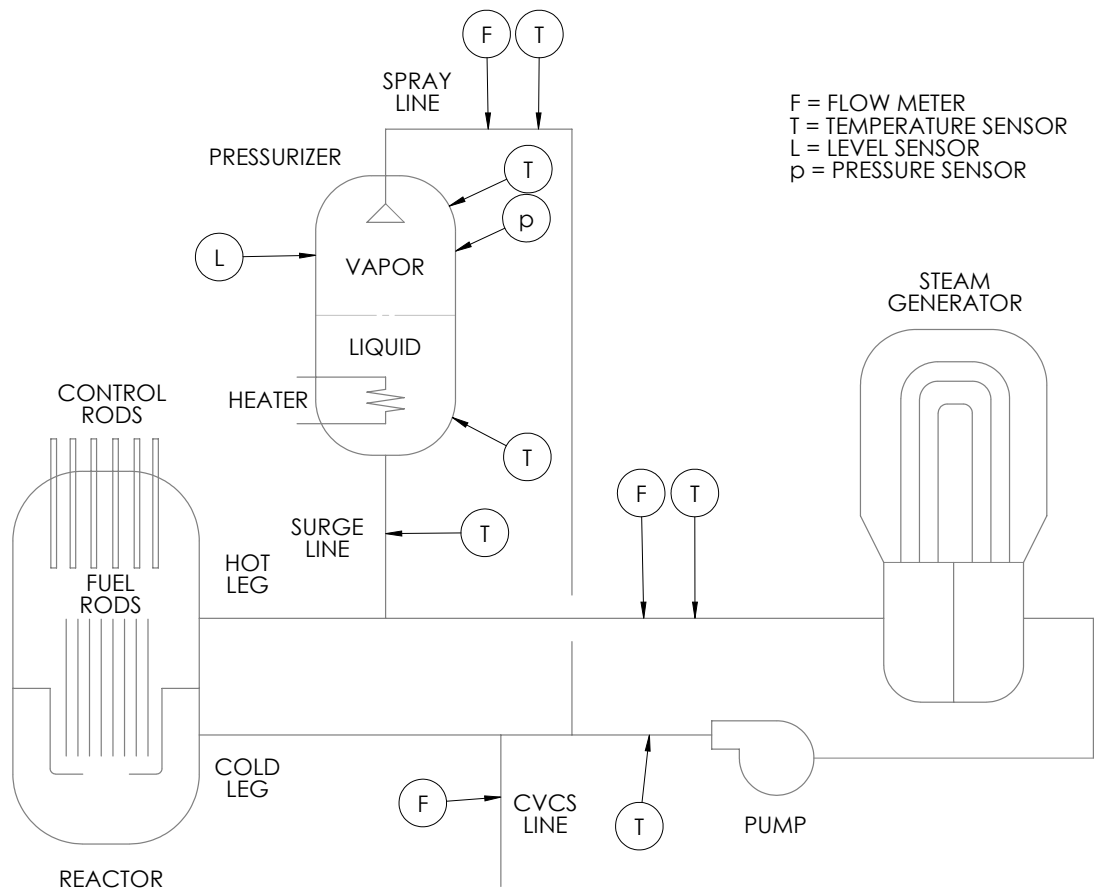 F
T
SPRAY
LINE
F = FLOW METER
T = TEMPERATURE SENSOR
L = LEVEL SENSOR
p = PRESSURE SENSOR
PRESSURIZER
T
p
L
VAPOR
STEAM
GENERATOR
LIQUID
HEATER
CONTROL
RODS
T
F
T
SURGE
LINE
T
HOT
LEG
FUEL
RODS
COLD
LEG
F
CVCS
LINE
T
PUMP
REACTOR